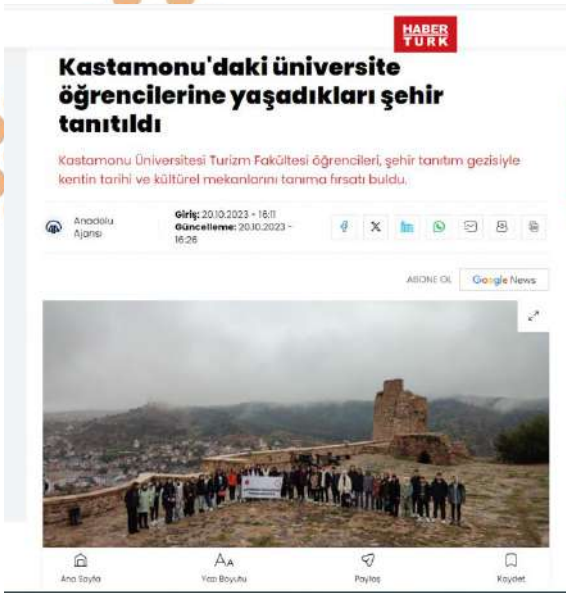 HABER
TURK
Kastamonu'daki üniversite
öğrencilerine yaşadıkları şehir
tanıtıldı
Kastamonu Üniversitesi Turizm Fakültesi öğrencileri, şehir tanıtım gezisiyle
kentin tarihi ve kültürel mekanlarını tanıma fırsatı buldu.
Anadolu
Ajansı
Giriş: 20.10.2023 - 16:11
Güncelleme: 20.10.2023 -
16:26
ABONE OL
Google News
Ana Sayfa
Yazı Boyutu
Paylaş
Kaydet